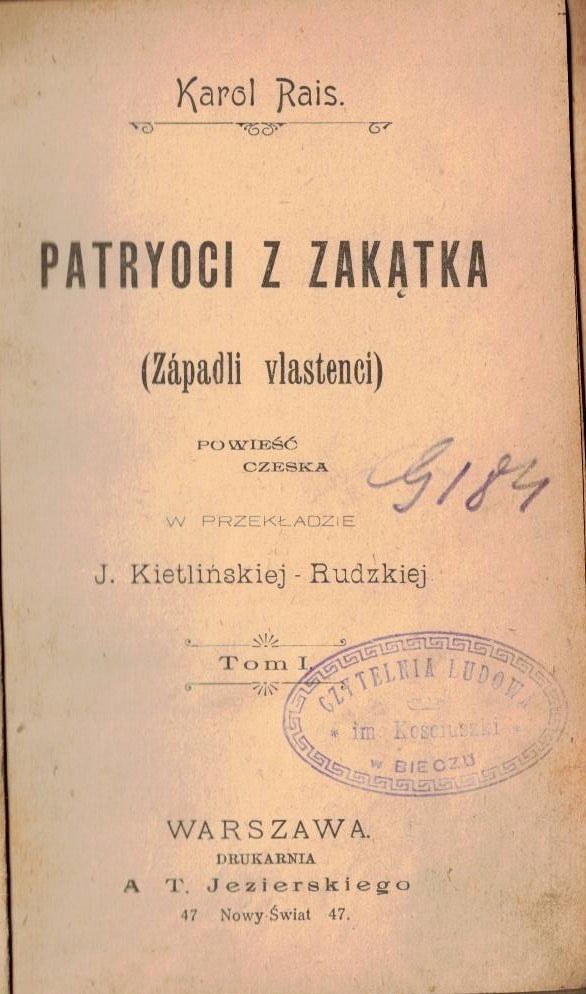 Karol Rais.
PATRYOCI Z ZAKĄTKA
(Západli vlastenci)
POWIEŚĆ
CZESKA
G184
W PRZEKŁADZIE
J. Kietlińskiej - Rudzkiej
Tom I.
CZYTELNIA LUDOWA
* im. Kościuszki *
w BIECZU
WARSZAWA.
DRUKARNIA
A T. Jezierskiego
47 Nowy-Świat 47.